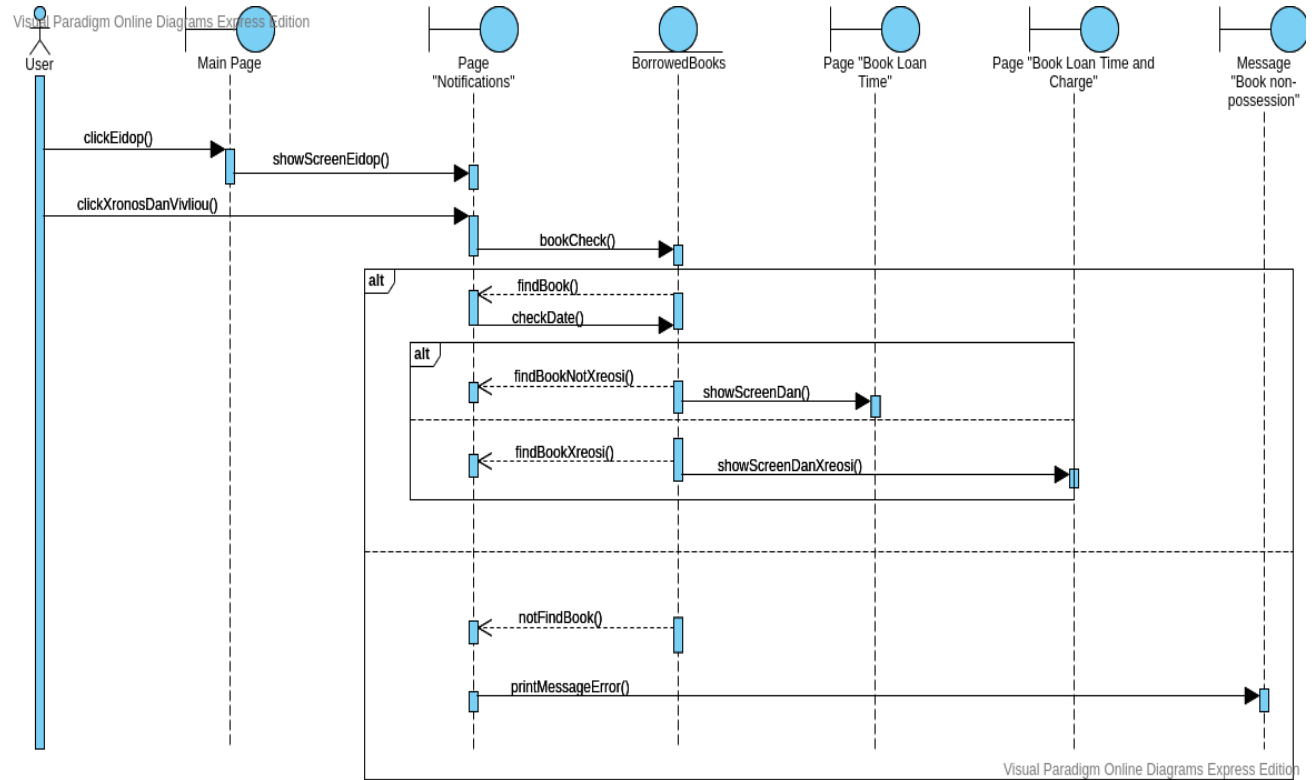 Visual Paradigm Online Diagrams Express Edition
User
Main Page
Page
"Notifications"
BorrowedBooks
Page "Book Loan
Time"
Page "Book Loan Time and
Charge"
Message
"Book non-
possession"
clickEidop()
showScreenEidop()
clickXronosDanVivliou()
bookCheck()
alt
findBook()
checkDate()
alt
findBookNotXreosi()
showScreenDan()
findBookXreosi()
showScreenDanXreosi()
notFindBook()
printMessageError()
Visual Paradigm Online Diagrams Express Edition